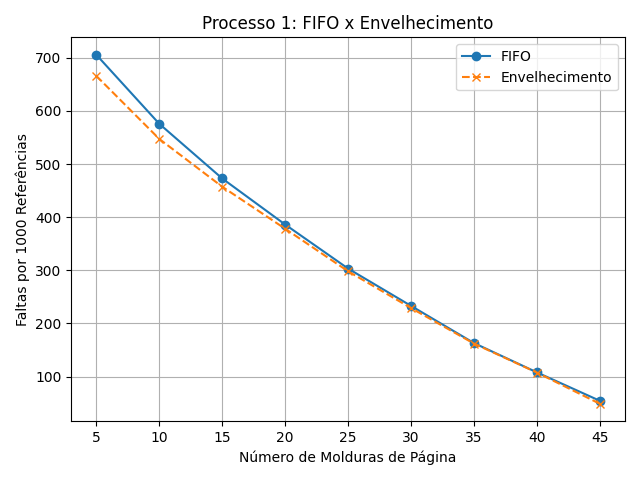 Processo 1: FIFO x Envelhecimento
FIFO
Envelhecimento
Faltas por 1000 Referências
700
600
500
400
300
200
100
5 10 15 20 25 30 35 40 45
Número de Molduras de Página